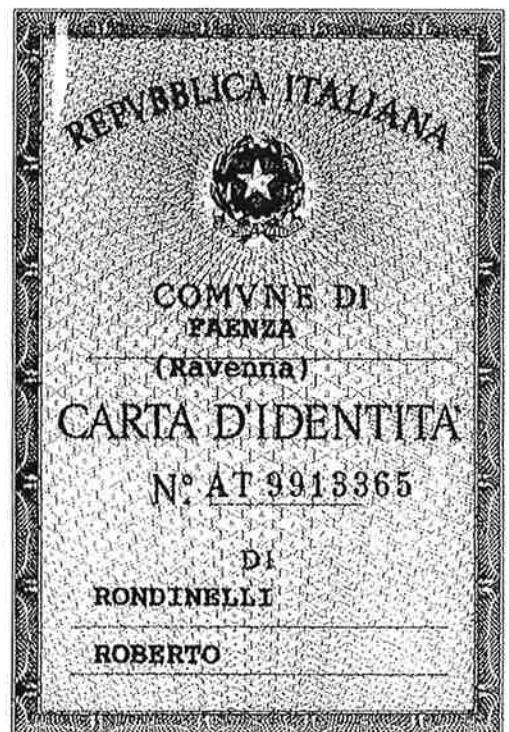 REPVBBLICA ITALIANA
COMVNE DI
FAENZA
(Ravenna)
CARTA D'IDENTITA'
N° AT 9913365
DI
RONDINELLI
ROBERTO